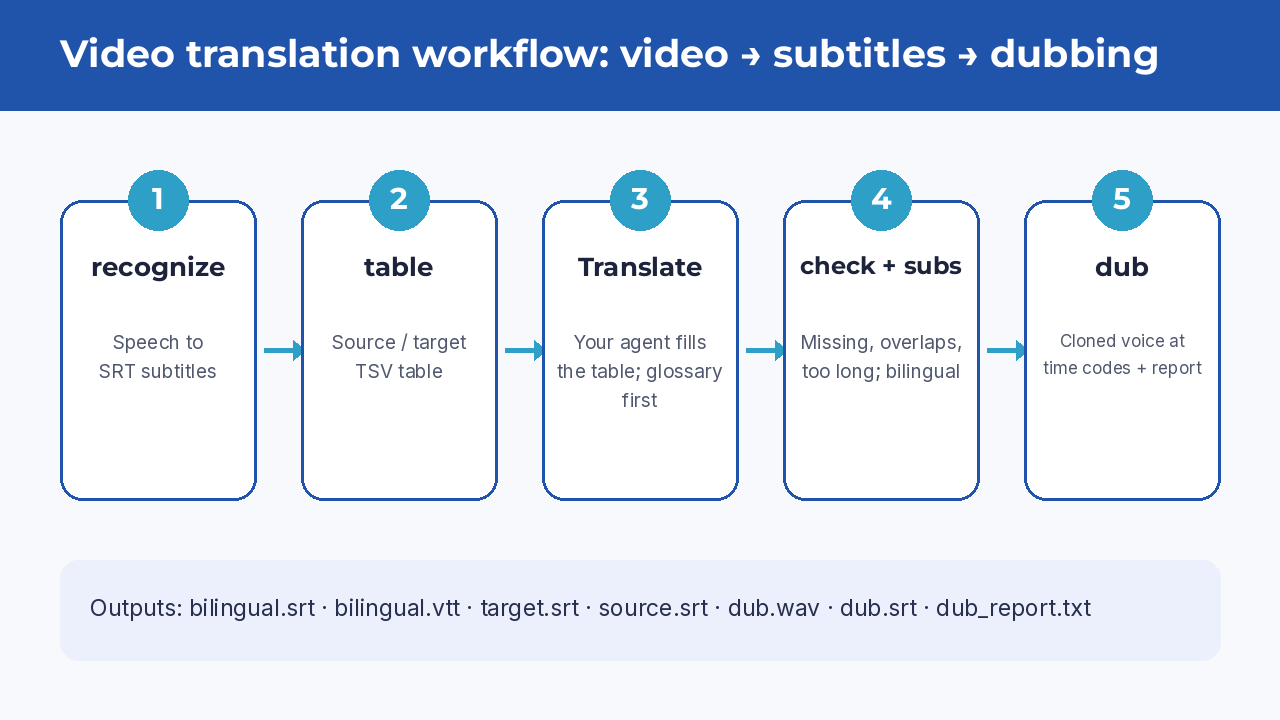 Video translation workflow: video → subtitles → dubbing
1
recognize
Speech to
SRT subtitles
2
table
Source / target
TSV table
3
Translate
Your agent fills
the table; glossary
first
4
check + subs
Missing, overlaps,
too long; bilingual
5
dub
Cloned voice at
time codes + report
Outputs: bilingual.srt · bilingual.vtt · target.srt · source.srt · dub.wav · dub.srt · dub_report.txt